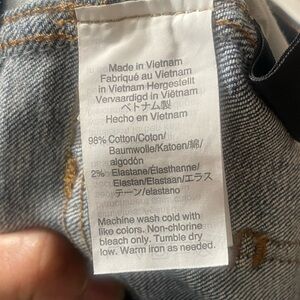 Made in Vietnam
Fabriqué au Vietnam
in Vietnam Hergestellt
Vervaardigd in Viëtnam
ベトナム製
Hecho en Vietnam
98% Cotton/Coton/
Baumwolle/Katoen/綿/
algodón
2% Elastane/Élasthanne/
Elastan/Elastaan/エラス
テーン/elastano
Machine wash cold with
like colors. Non-chlorine
bleach only. Tumble dry
low. Warm iron as needed.